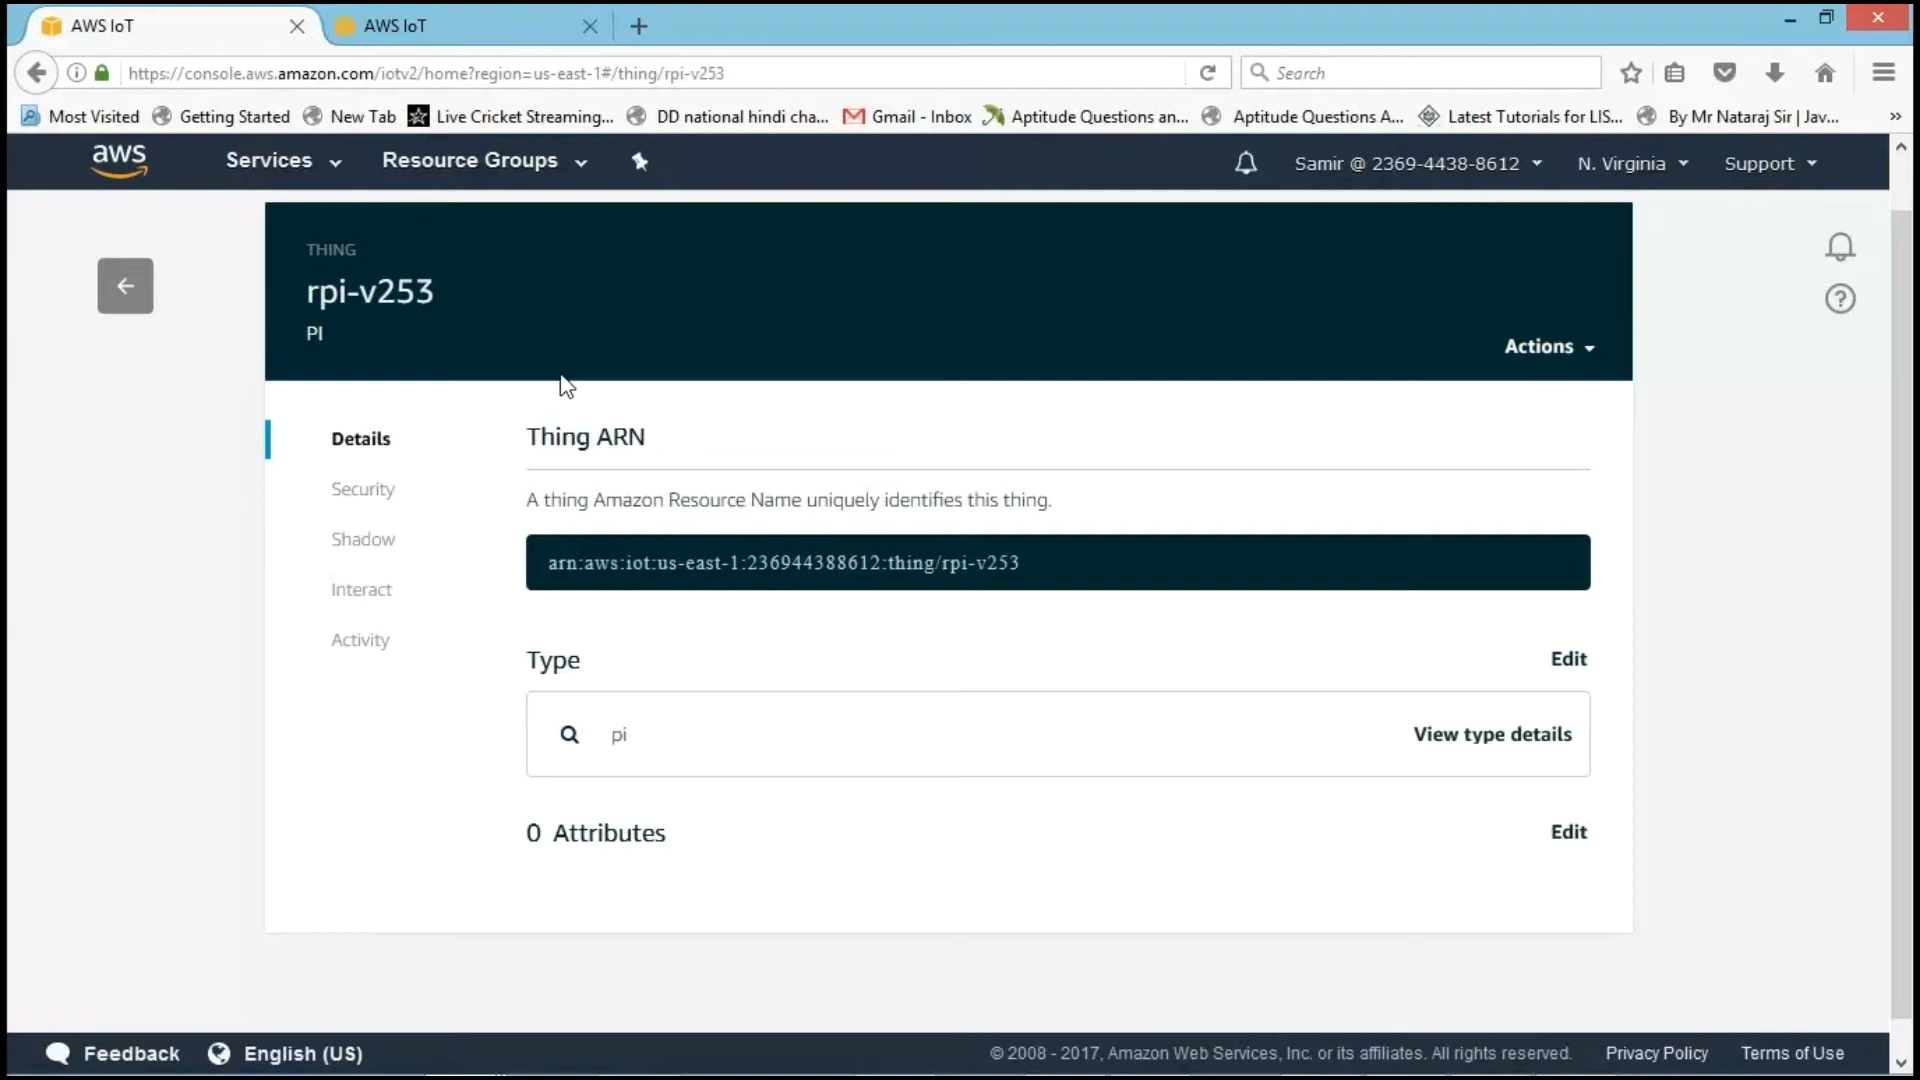 AWS IoT
AWS IoT
https://console.aws.amazon.com/iotv2/home?region=us-east-1#/thing/rpi-v253
Search
Most Visited Getting Started New Tab Live Cricket Streaming... DD national hindi cha... Gmail - Inbox Aptitude Questions an... Aptitude Questions A... Latest Tutorials for LIS... By Mr Nataraj Sir | Jav... »
aws Services Resource Groups Samir @ 2369-4438-8612 N. Virginia Support
THING
rpi-v253
PI
Actions
Details
Security
Shadow
Interact
Activity
Thing ARN
A thing Amazon Resource Name uniquely identifies this thing.
arn:aws:iot:us-east-1:236944388612:thing/rpi-v253
Type Edit
pi View type details
0 Attributes Edit
Feedback English (US) © 2008 - 2017, Amazon Web Services, Inc. or its affiliates. All rights reserved. Privacy Policy Terms of Use